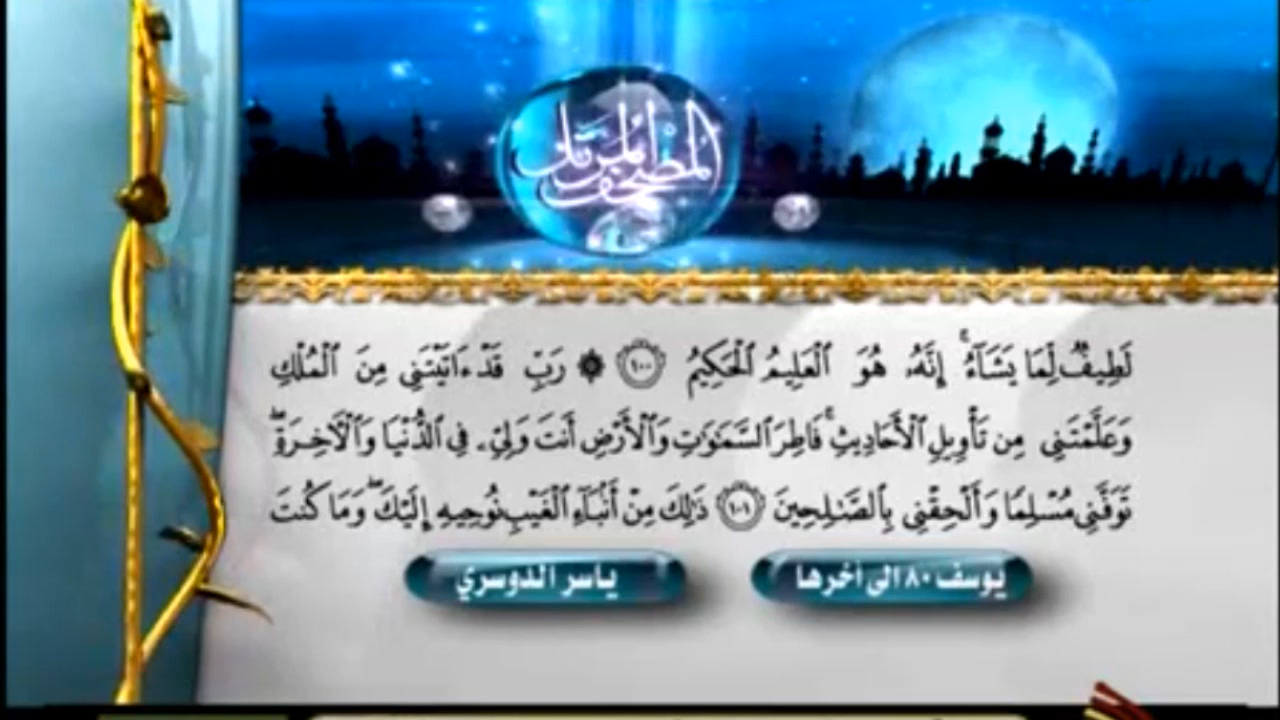 المصحف المرتل
لَطِيفٌ لِّمَا يَشَآءُ ۚ إِنَّهُۥ هُوَ ٱلْعَلِيمُ ٱلْحَكِيمُ ١٠٠ ۞ رَبِّ قَدْ ءَاتَيْتَنِى مِنَ ٱلْمُلْكِ
وَعَلَّمْتَنِى مِن تَأْوِيلِ ٱلْأَحَادِيثِ ۚ فَاطِرَ ٱلسَّمَٰوَٰتِ وَٱلْأَرْضِ أَنتَ وَلِىِّۦ فِى ٱلدُّنْيَا وَٱلْءَاخِرَةِ ۖ
تَوَفَّنِى مُسْلِمًا وَأَلْحِقْنِى بِٱلصَّٰلِحِينَ ١٠١ ذَٰلِكَ مِنْ أَنۢبَآءِ ٱلْغَيْبِ نُوحِيهِ إِلَيْكَ ۖ وَمَا كُنتَ
يوسف ٨٠ الى أخرها
ياسر الدوسري